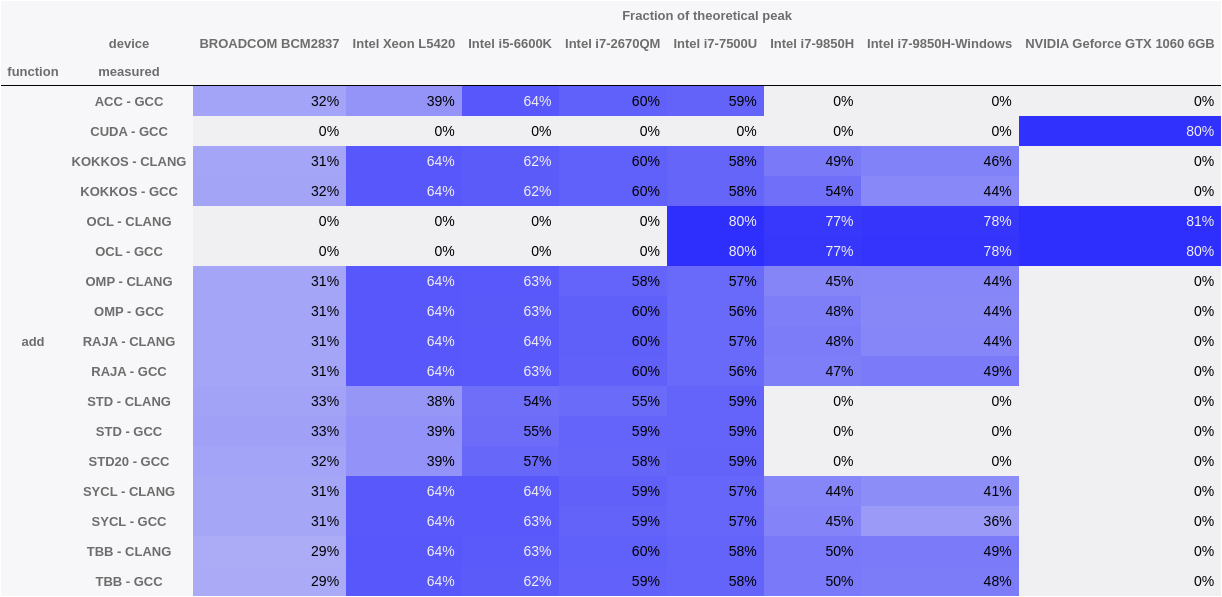 Fraction of theoretical peak
device BROADCOM BCM2837 Intel Xeon L5420 Intel i5-6600K Intel i7-2670QM Intel i7-7500U Intel i7-9850H Intel i7-9850H-Windows NVIDIA Geforce GTX 1060 6GB
function measured
ACC - GCC 32% 39% 64% 60% 59% 0% 0% 0%
CUDA - GCC 0% 0% 0% 0% 0% 0% 0% 80%
KOKKOS - CLANG 31% 64% 62% 60% 58% 49% 46% 0%
KOKKOS - GCC 32% 64% 62% 60% 58% 54% 44% 0%
OCL - CLANG 0% 0% 0% 0% 80% 77% 78% 81%
OCL - GCC 0% 0% 0% 0% 80% 77% 78% 80%
OMP - CLANG 31% 64% 63% 58% 57% 45% 44% 0%
OMP - GCC 31% 64% 63% 60% 56% 48% 44% 0%
add RAJA - CLANG 31% 64% 64% 60% 57% 48% 44% 0%
RAJA - GCC 31% 64% 63% 60% 56% 47% 49% 0%
STD - CLANG 33% 38% 54% 55% 59% 0% 0% 0%
STD - GCC 33% 39% 55% 59% 59% 0% 0% 0%
STD20 - GCC 32% 39% 57% 58% 59% 0% 0% 0%
SYCL - CLANG 31% 64% 64% 59% 57% 44% 41% 0%
SYCL - GCC 31% 64% 63% 59% 57% 45% 36% 0%
TBB - CLANG 29% 64% 63% 60% 58% 50% 49% 0%
TBB - GCC 29% 64% 62% 59% 58% 50% 48% 0%